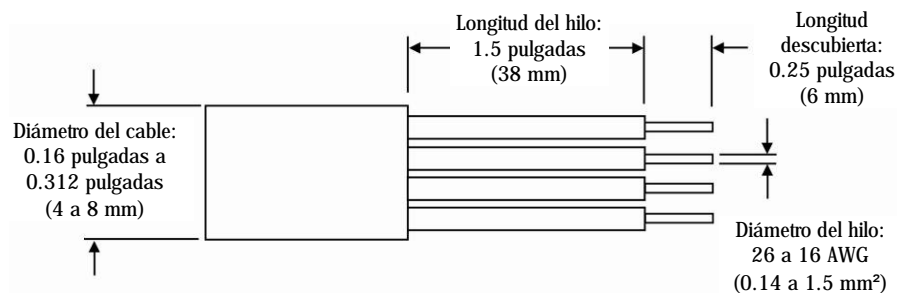 Longitud del hilo:
1.5 pulgadas
(38 mm)
Longitud
descubierta:
0.25 pulgadas
(6 mm)
Diámetro del cable:
0.16 pulgadas a
0.312 pulgadas
(4 a 8 mm)
Diámetro del hilo:
26 a 16 AWG
(0.14 a 1.5 mm²)